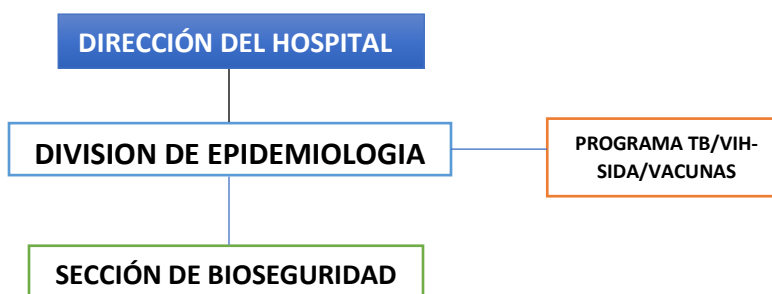 DIRECCIÓN DEL HOSPITAL
DIVISION DE EPIDEMIOLOGIA
PROGRAMA TB/VIH-
SIDA/VACUNAS
SECCIÓN DE BIOSEGURIDAD